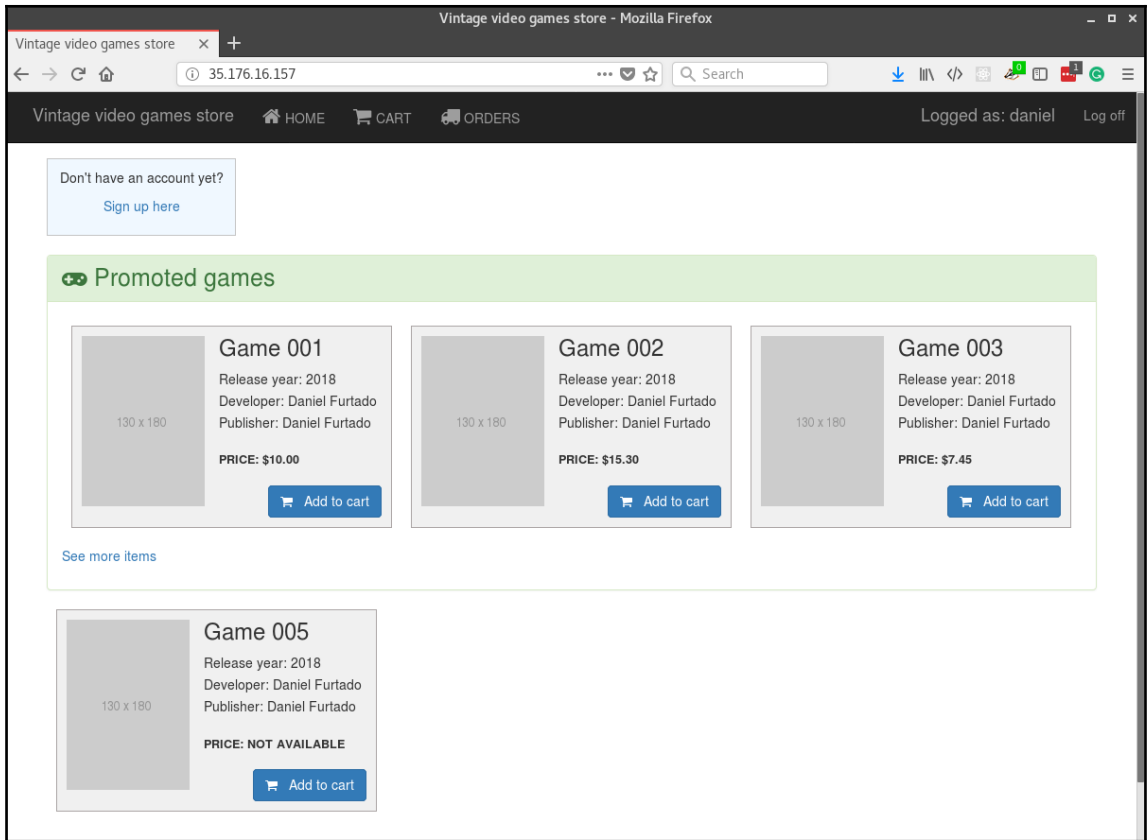 Vintage video games store - Mozilla Firefox
Vintage video games store
35.176.16.157
Search
0
1
Vintage video games store HOME CART ORDERS Logged as: daniel Log off
Don't have an account yet?
Sign up here
Promoted games
130 x 180
Game 001
Release year: 2018
Developer: Daniel Furtado
Publisher: Daniel Furtado
PRICE: $10.00
Add to cart
130 x 180
Game 002
Release year: 2018
Developer: Daniel Furtado
Publisher: Daniel Furtado
PRICE: $15.30
Add to cart
130 x 180
Game 003
Release year: 2018
Developer: Daniel Furtado
Publisher: Daniel Furtado
PRICE: $7.45
Add to cart
See more items
130 x 180
Game 005
Release year: 2018
Developer: Daniel Furtado
Publisher: Daniel Furtado
PRICE: NOT AVAILABLE
Add to cart